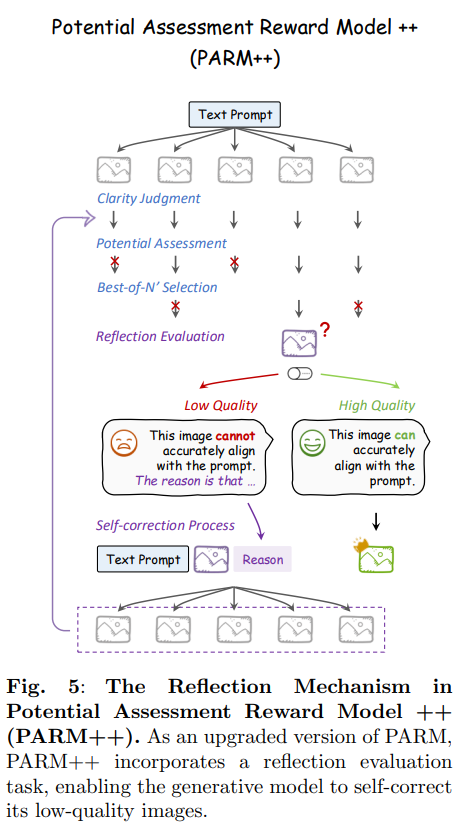 Potential Assessment Reward Model ++
(PARM++)
Text Prompt
Clarity Judgment
Potential Assessment
Best-of-N’ Selection
Reflection Evaluation
?
Low Quality
High Quality
This image cannot
accurately align
with the prompt.
The reason is that …
This image can
accurately
align with the
prompt.
Self-correction Process
Text Prompt
Reason
Fig. 5: The Reflection Mechanism in
Potential Assessment Reward Model ++
(PARM++). As an upgraded version of PARM,
PARM++ incorporates a reflection evaluation
task, enabling the generative model to self-correct
its low-quality images.